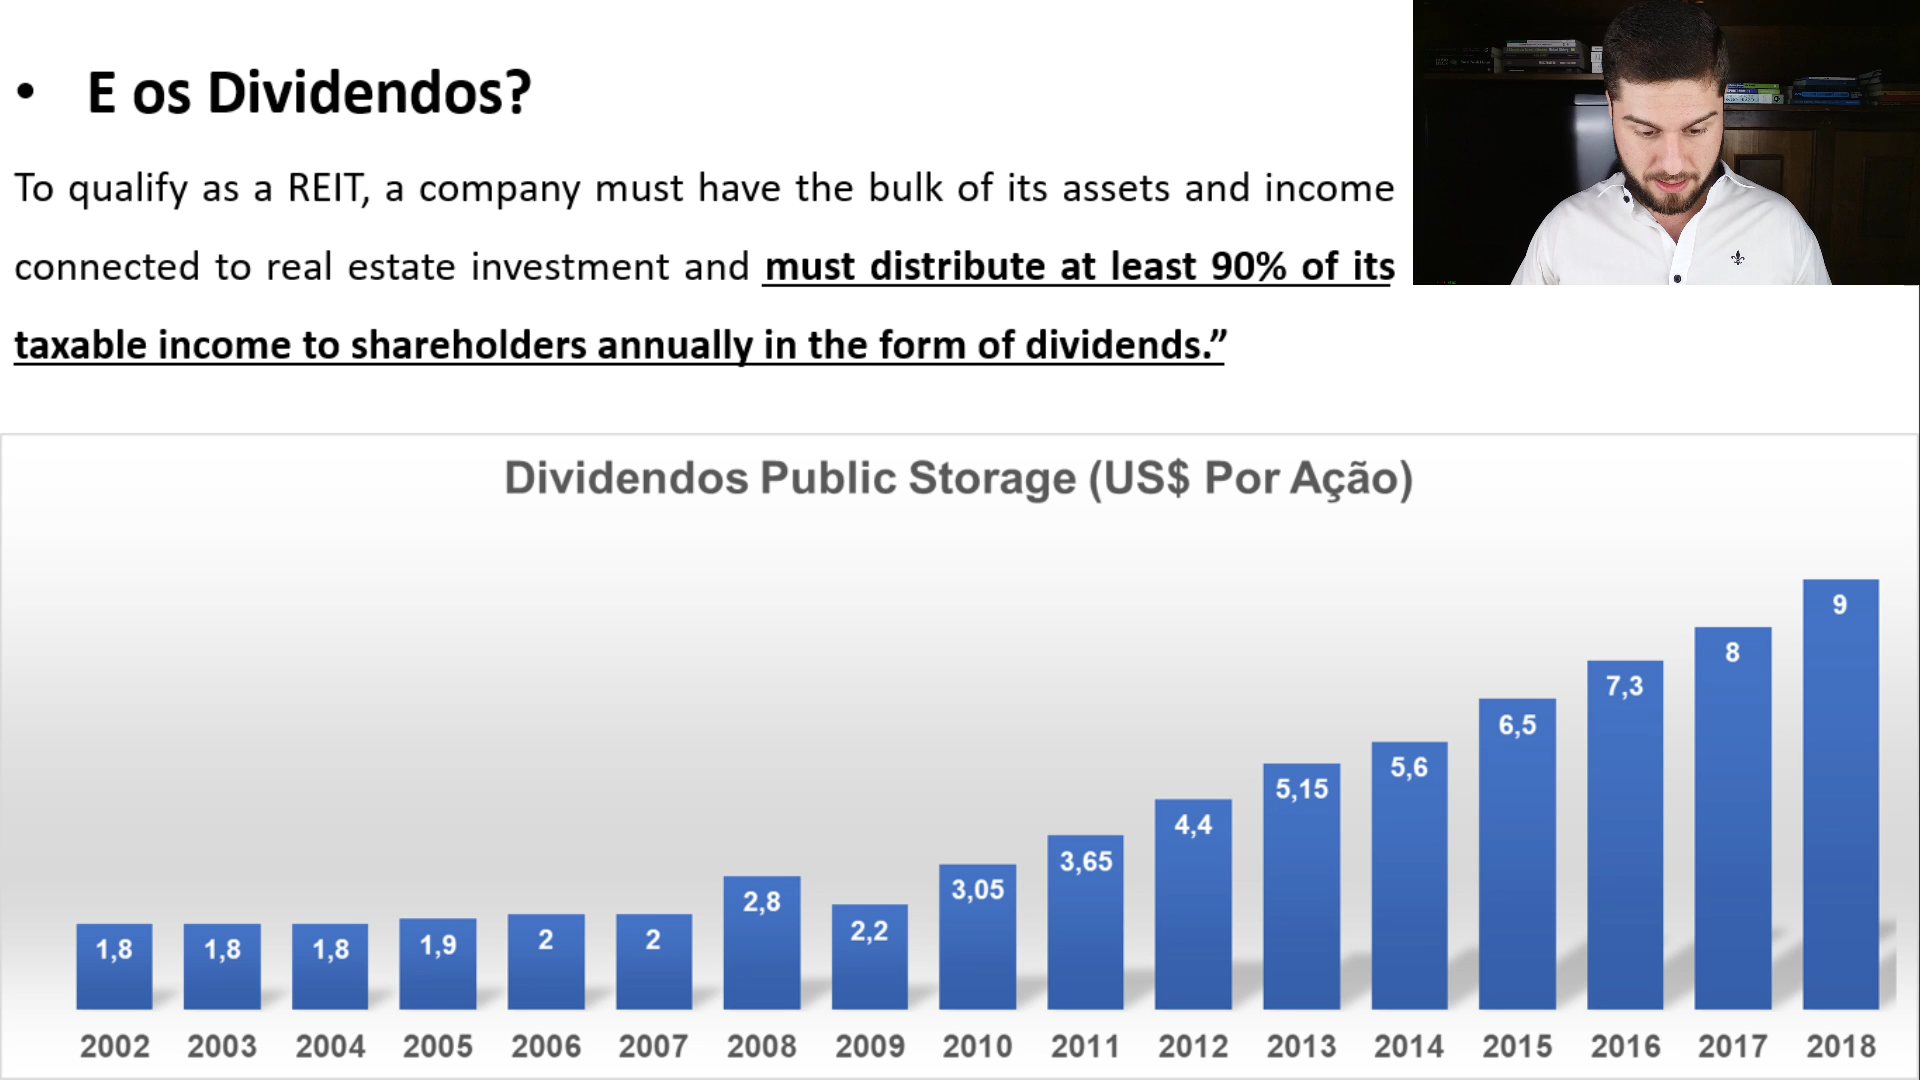 • E os Dividendos?
To qualify as a REIT, a company must have the bulk of its assets and income
connected to real estate investment and must distribute at least 90% of its
taxable income to shareholders annually in the form of dividends.”
Dividendos Public Storage (US$ Por Ação)
1,8 1,8 1,8 1,9 2 2 2,8 2,2 3,05 3,65 4,4 5,15 5,6 6,5 7,3 8 9
2002 2003 2004 2005 2006 2007 2008 2009 2010 2011 2012 2013 2014 2015 2016 2017 2018